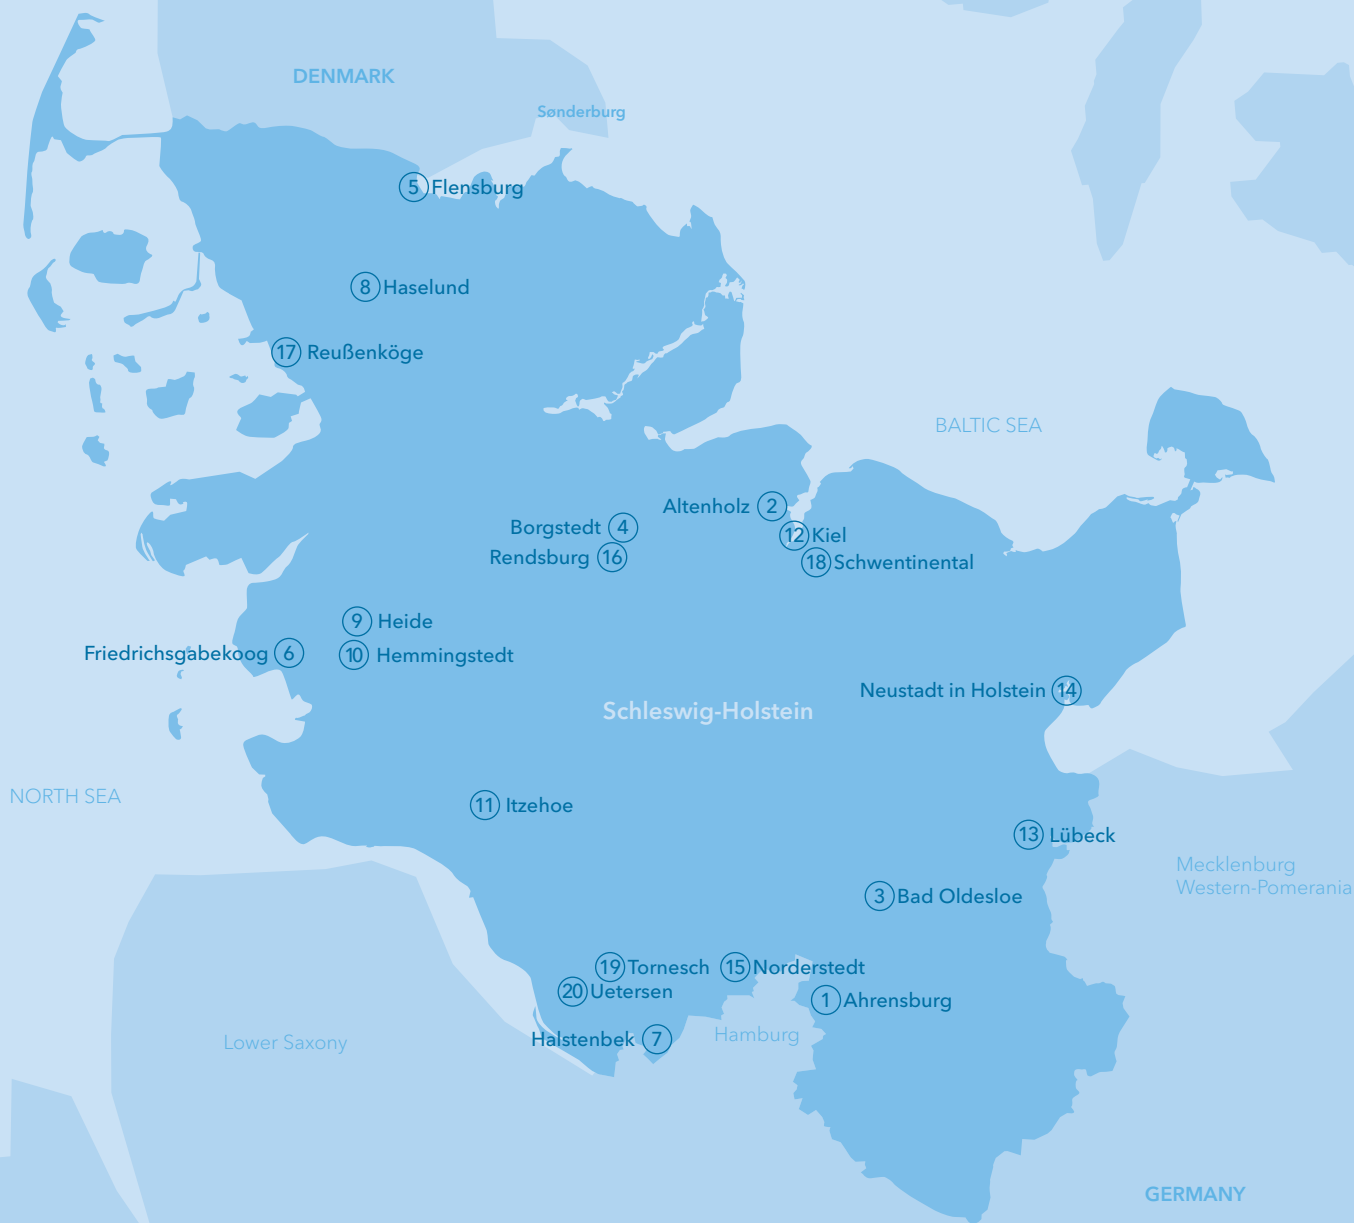 DENMARK
Sønderburg
5 Flensburg
8 Haselund
17 Reußenköge
BALTIC SEA
Altenholz 2
Borgstedt 4
12 Kiel
Rendsburg 16
18 Schwentinental
9 Heide
Friedrichsgabekoog 6
10 Hemmingstedt
Neustadt in Holstein 14
Schleswig-Holstein
NORTH SEA
11 Itzehoe
13 Lübeck
Mecklenburg
Western-Pomerania
3 Bad Oldesloe
19 Tornesch
15 Norderstedt
20 Uetersen
1 Ahrensburg
Halstenbek 7
Hamburg
Lower Saxony
GERMANY